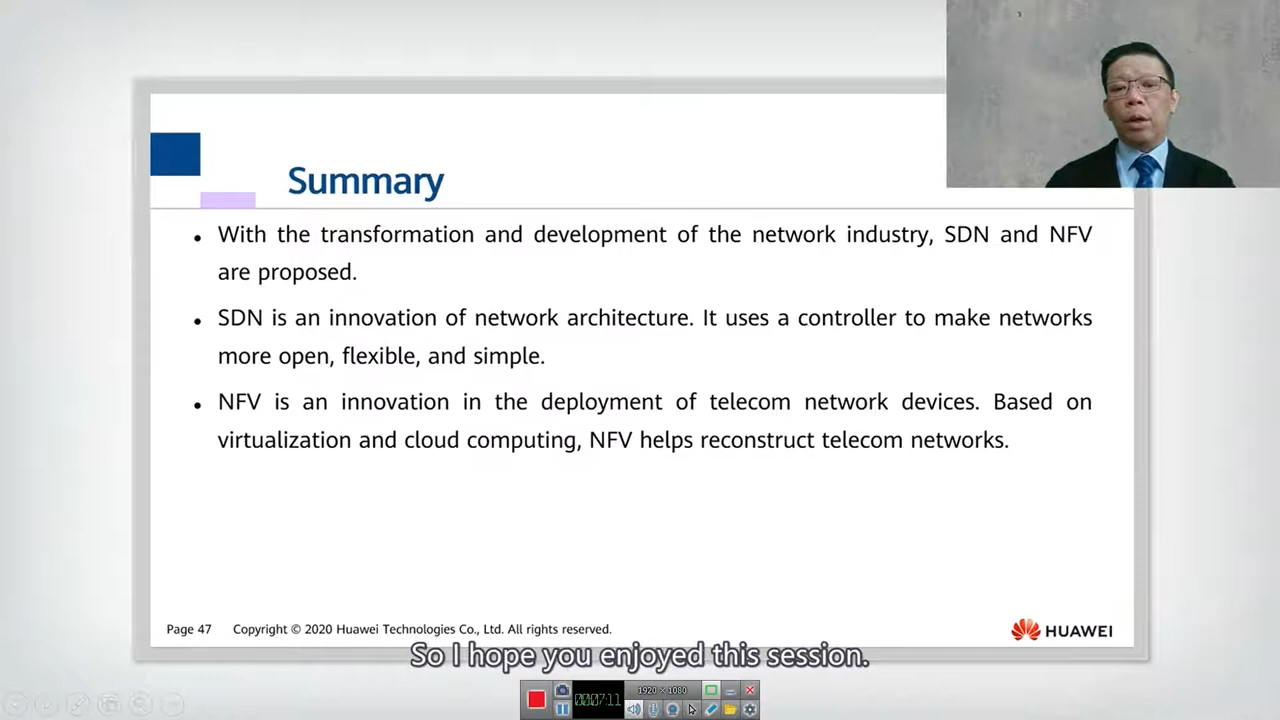 Summary
• With the transformation and development of the network industry, SDN and NFV
are proposed.
• SDN is an innovation of network architecture. It uses a controller to make networks
more open, flexible, and simple.
• NFV is an innovation in the deployment of telecom network devices. Based on
virtualization and cloud computing, NFV helps reconstruct telecom networks.
Page 47 Copyright © 2020 Huawei Technologies Co., Ltd. All rights reserved.
HUAWEI
So I hope you enjoyed this session.
1920 × 1080